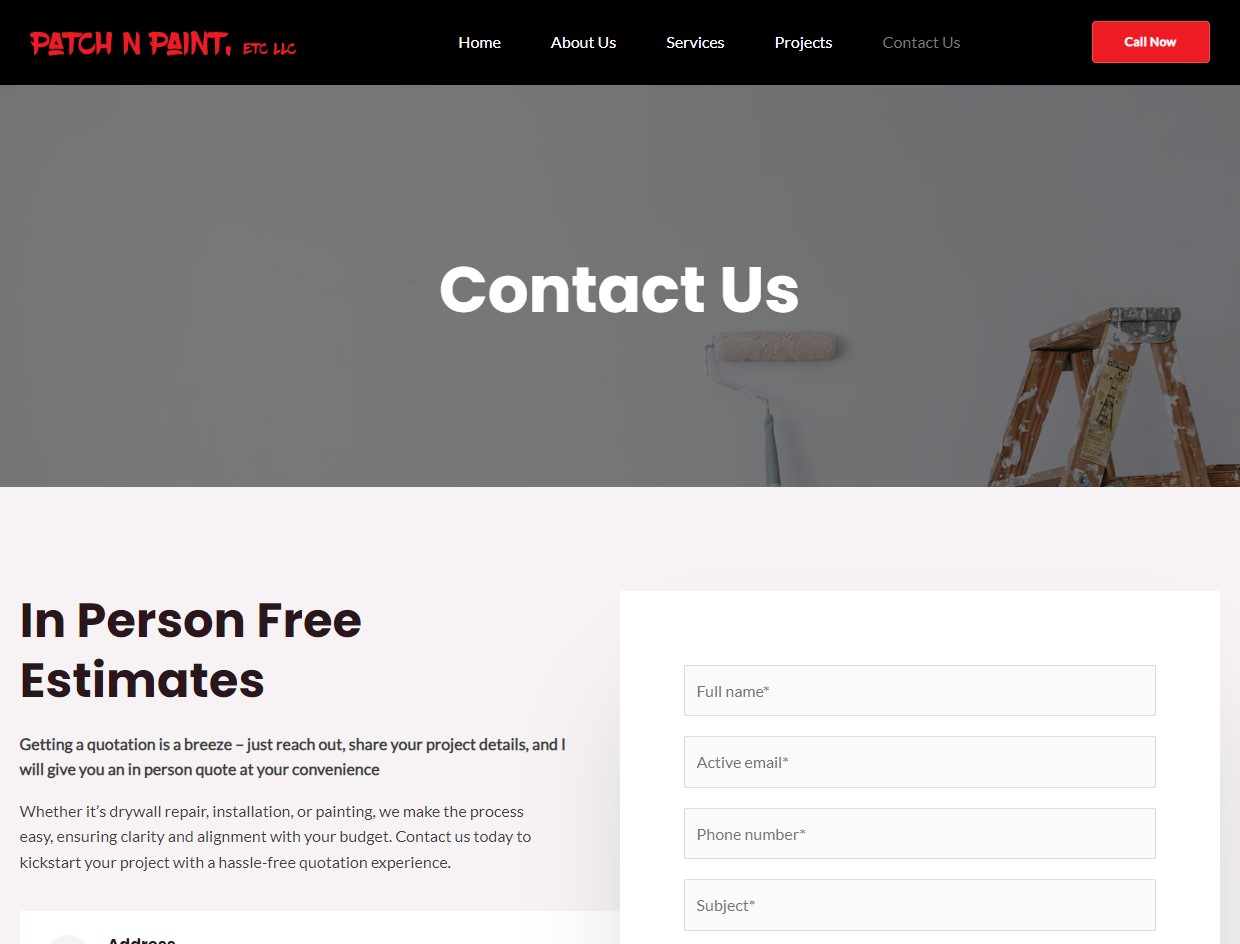 PATCH N PAINT, ETC LLC
Home
About Us
Services
Projects
Contact Us
Call Now
Contact Us
In Person Free
Estimates
Getting a quotation is a breeze – just reach out, share your project details, and I
will give you an in person quote at your convenience
Whether it’s drywall repair, installation, or painting, we make the process
easy, ensuring clarity and alignment with your budget. Contact us today to
kickstart your project with a hassle-free quotation experience.
Address
Full name*
Active email*
Phone number*
Subject*